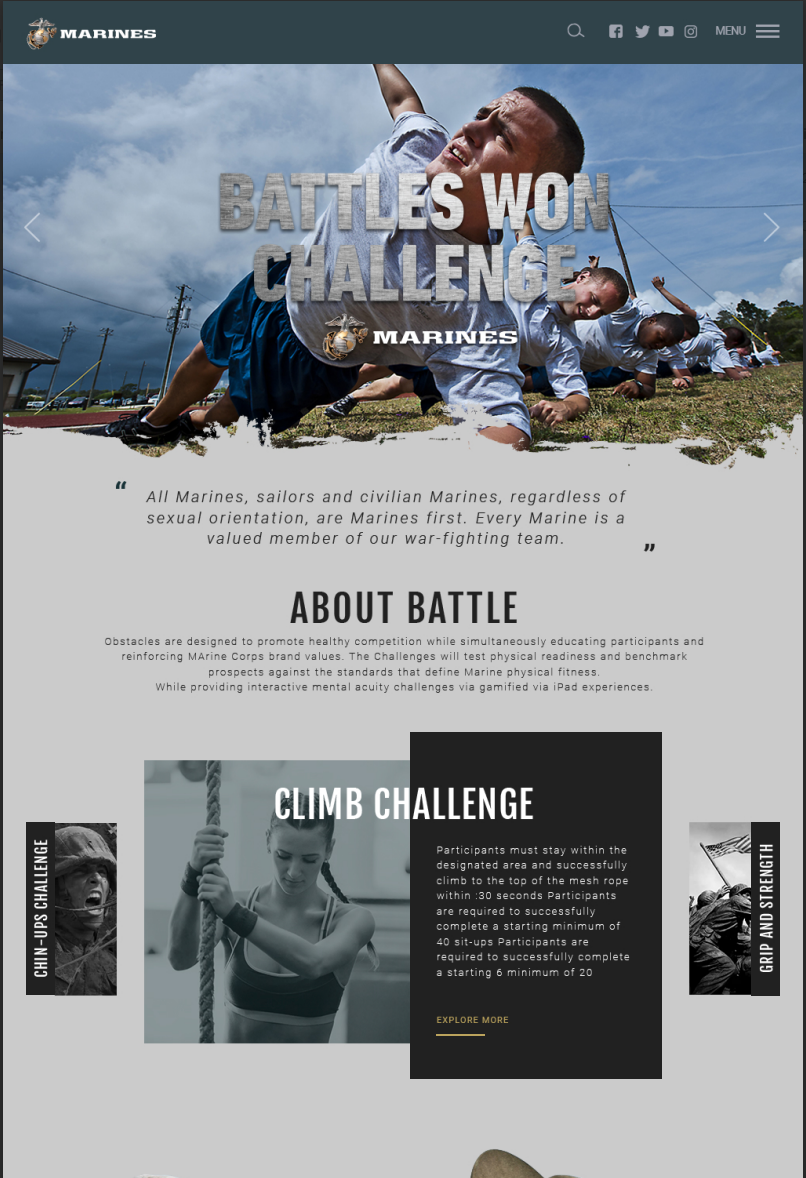 MARINES
MENU
BATTLES WON
CHALLENGE
MARINES
“ All Marines, sailors and civilian Marines, regardless of
sexual orientation, are Marines first. Every Marine is a
valued member of our war-fighting team. ”
ABOUT BATTLE
Obstacles are designed to promote healthy competition while simultaneously educating participants and
reinforcing MArine Corps brand values. The Challenges will test physical readiness and benchmark
prospects against the standards that define Marine physical fitness.
While providing interactive mental acuity challenges via gamified via iPad experiences.
CHIN-UPS CHALLENGE
CLIMB CHALLENGE
Participants must stay within the
designated area and successfully
climb to the top of the mesh rope
within :30 seconds Participants
are required to successfully
complete a starting minimum of
40 sit-ups Participants are
required to successfully complete
a starting 6 minimum of 20
EXPLORE MORE
GRIP AND STRENGTH